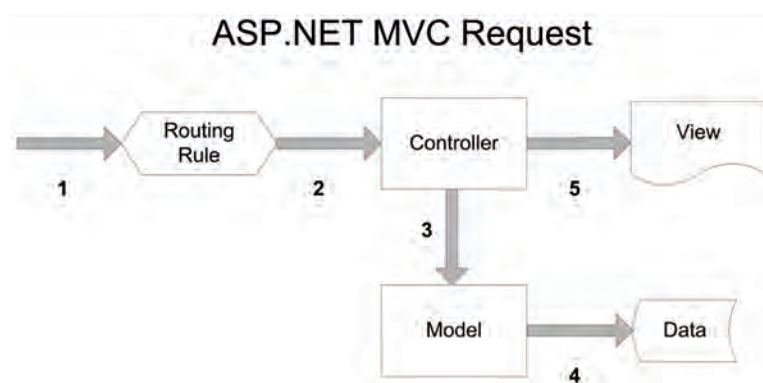 ASP.NET MVC Request
Routing
Rule
Controller
View
1
2
5
3
Model
Data
4